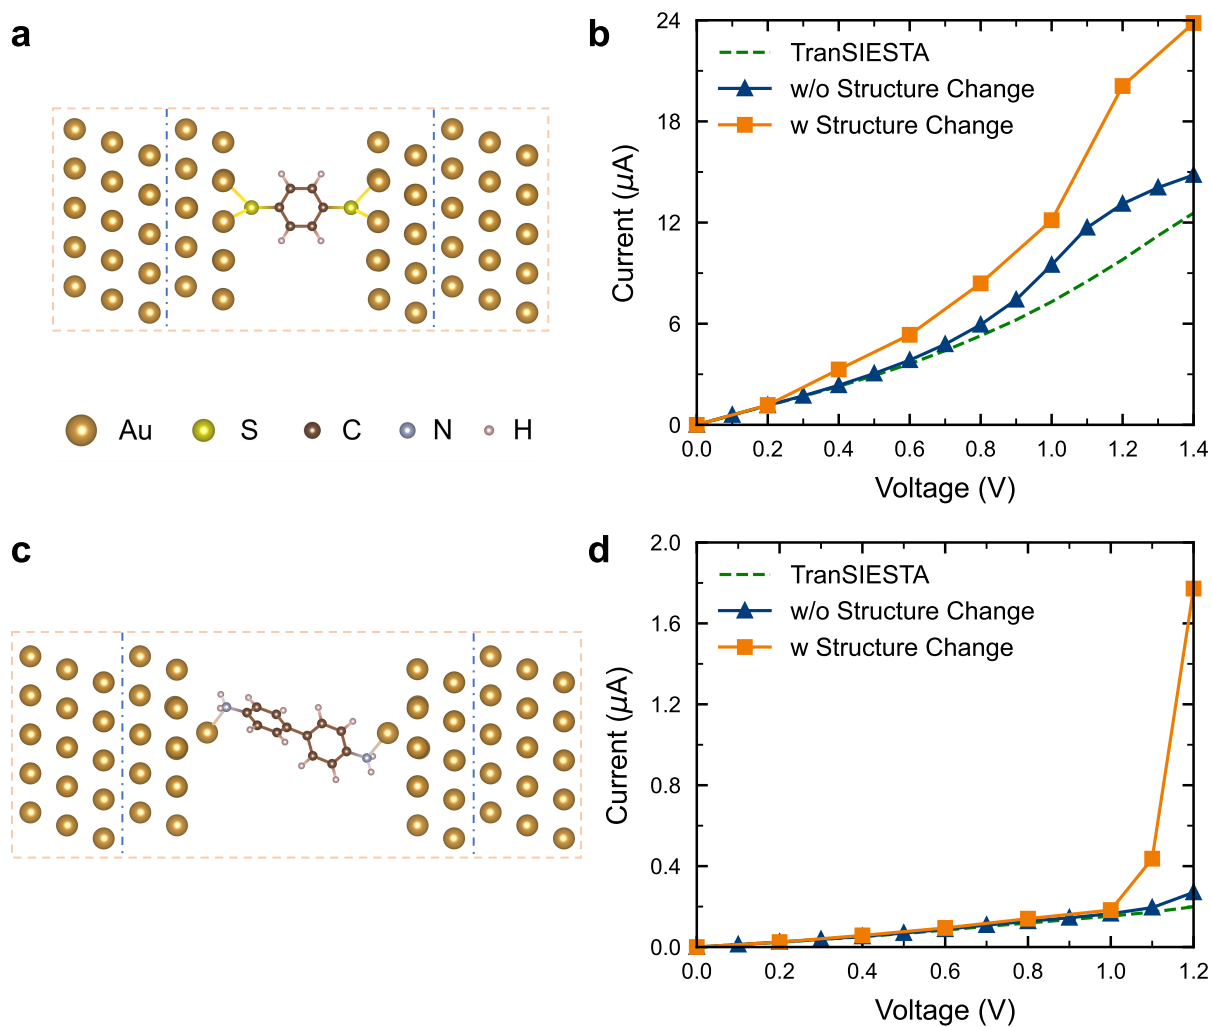 a
Au S C N H
b
24
18
12
6
0
Current (μA)
TranSIESTA
w/o Structure Change
w Structure Change
0.0 0.2 0.4 0.6 0.8 1.0 1.2 1.4
Voltage (V)
c
d
2.0
1.6
1.2
0.8
0.4
0.0
Current (μA)
TranSIESTA
w/o Structure Change
w Structure Change
0.0 0.2 0.4 0.6 0.8 1.0 1.2
Voltage (V)